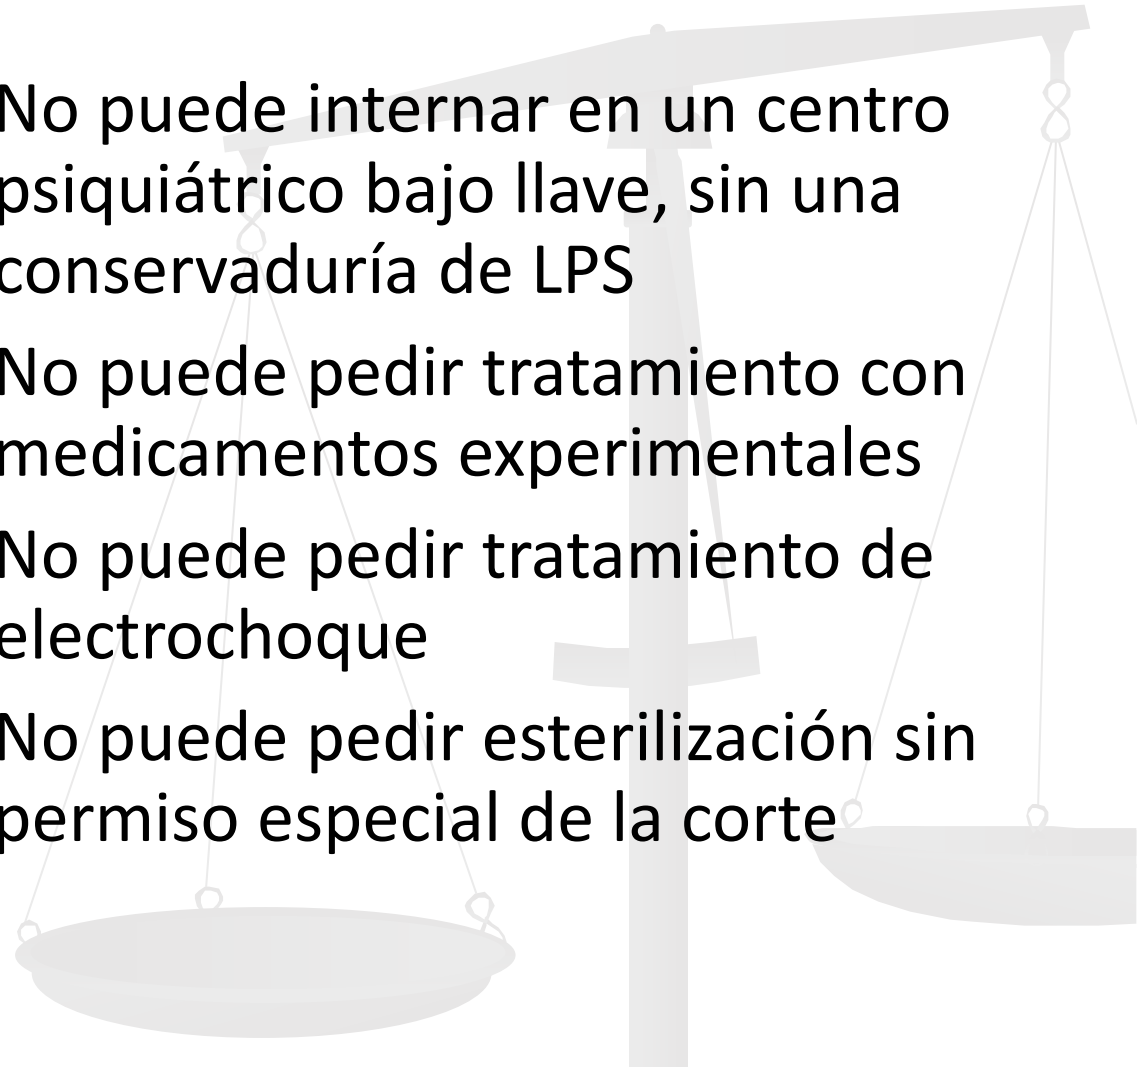 No puede internar en un centro
psiquiátrico bajo llave, sin una
conservaduría de LPS
No puede pedir tratamiento con
medicamentos experimentales
No puede pedir tratamiento de
electrochoque
No puede pedir esterilización sin
permiso especial de la corte